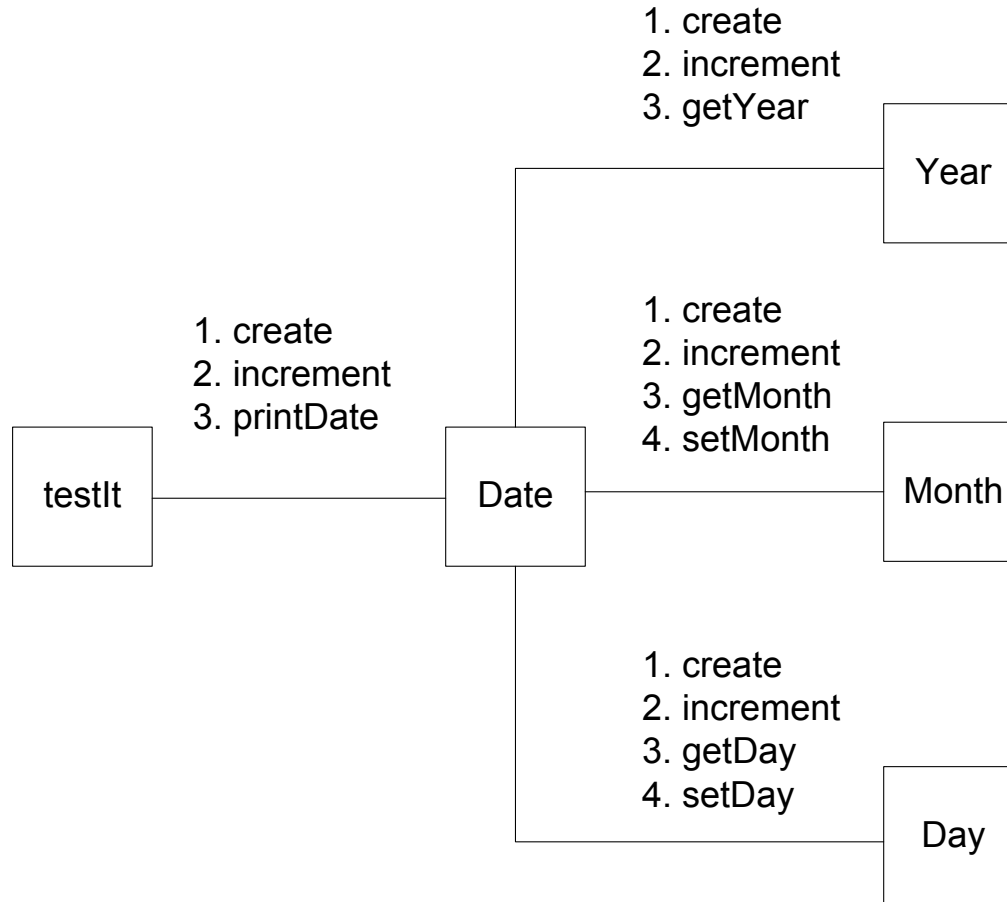 1. create
2. increment
3. getYear
Year
1. create
2. increment
3. printDate
testIt
Date
1. create
2. increment
3. getMonth
4. setMonth
Month
1. create
2. increment
3. getDay
4. setDay
Day